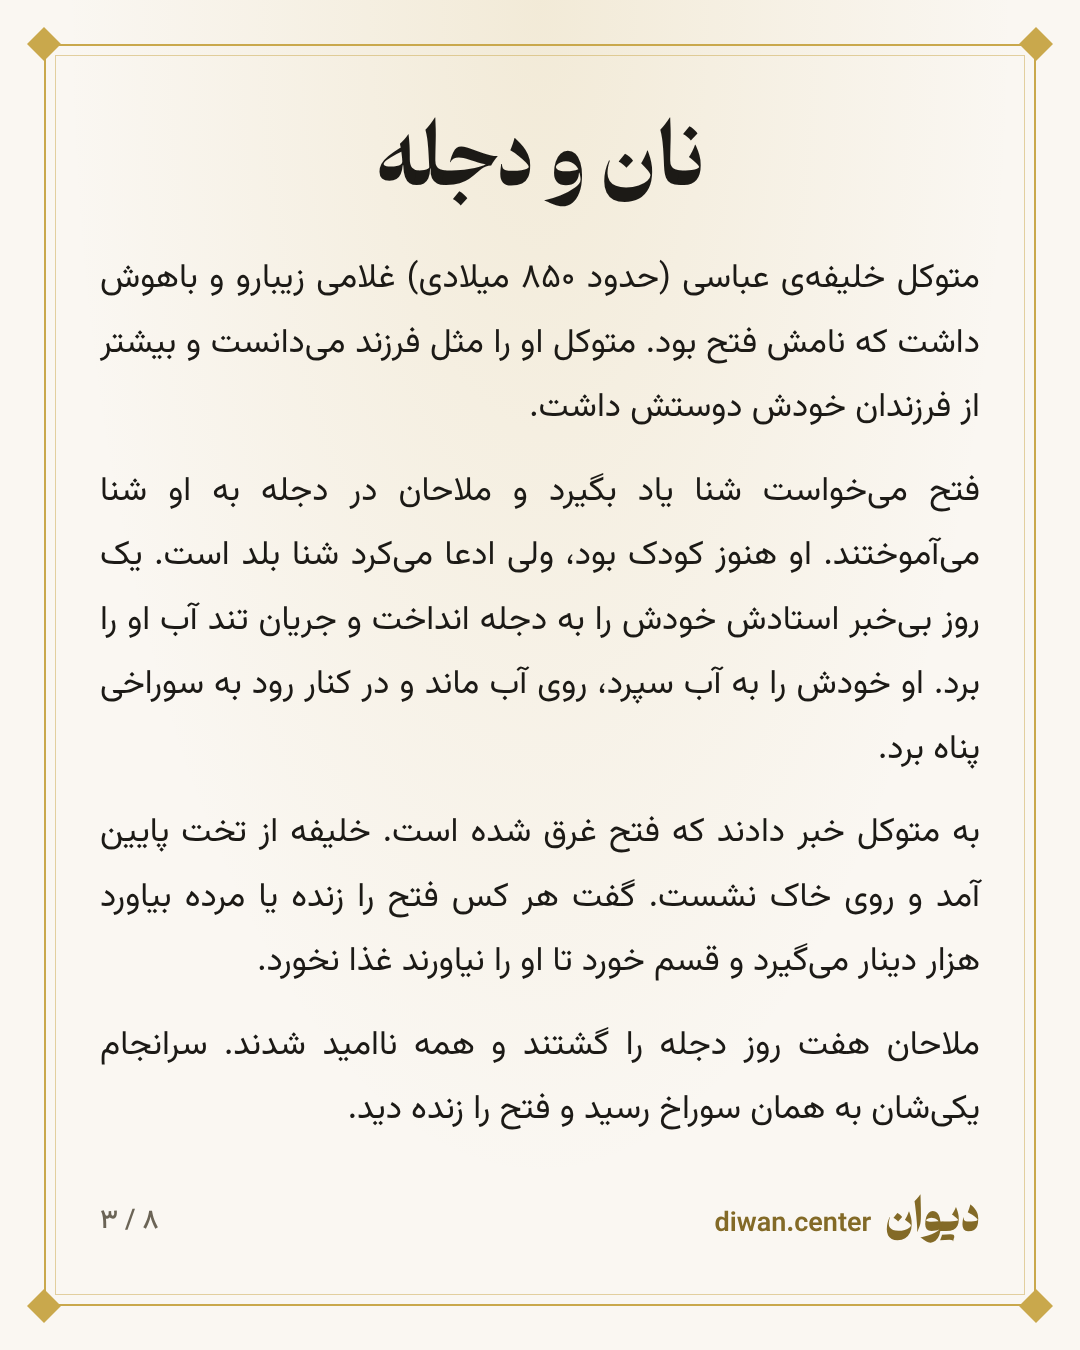 نان و دجله
متوکل خلیفه‌ی عباسی (حدود ۸۵۰ میلادی) غلامی زیبارو و باهوش
داشت که نامش فتح بود. متوکل او را مثل فرزند می‌دانست و بیشتر
از فرزندان خودش دوستش داشت.
فتح می‌خواست شنا یاد بگیرد و ملاحان در دجله به او شنا
می‌آموختند. او هنوز کودک بود، ولی ادعا می‌کرد شنا بلد است. یک
روز بی‌خبر استادش خودش را به دجله انداخت و جریان تند آب او را
برد. او خودش را به آب سپرد، روی آب ماند و در کنار رود به سوراخی
پناه برد.
به متوکل خبر دادند که فتح غرق شده است. خلیفه از تخت پایین
آمد و روی خاک نشست. گفت هر کس فتح را زنده یا مرده بیاورد
هزار دینار می‌گیرد و قسم خورد تا او را نیاورند غذا نخورد.
ملاحان هفت روز دجله را گشتند و همه ناامید شدند. سرانجام
یکی‌شان به همان سوراخ رسید و فتح را زنده دید.
دیوان diwan.center
۳ / ۸